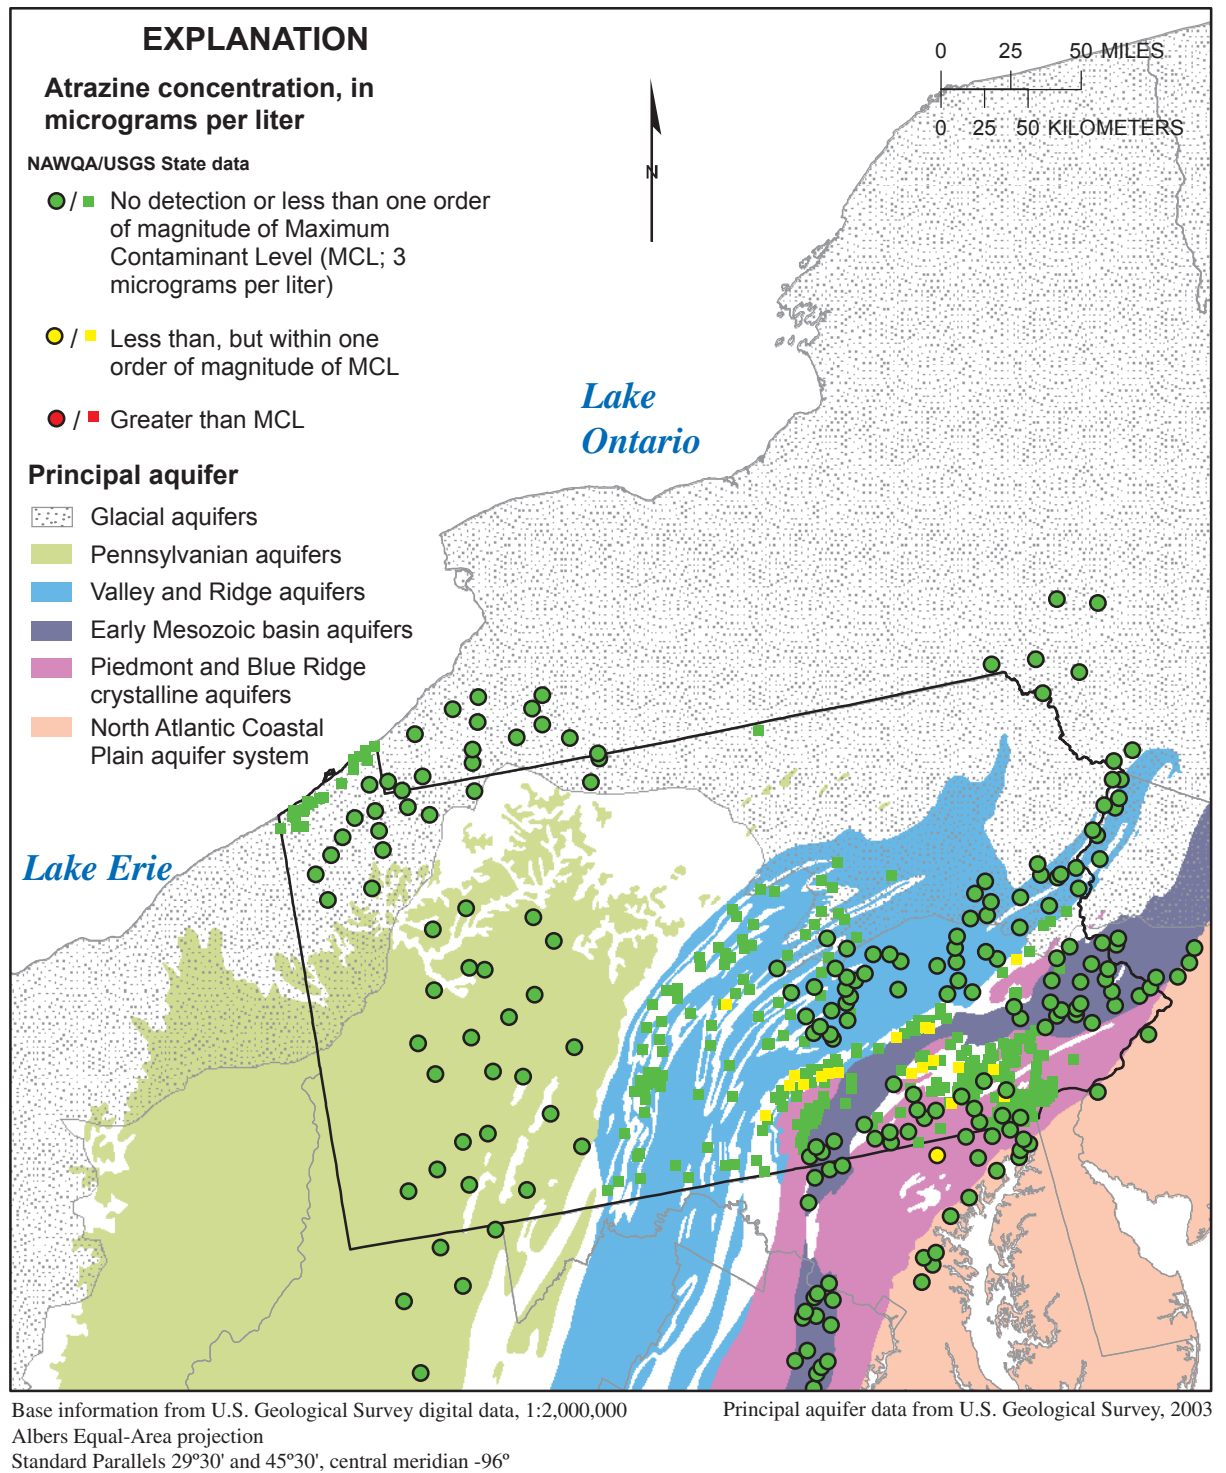 EXPLANATION
Atrazine concentration, in
micrograms per liter
NAWQA/USGS State data
/ No detection or less than one order
of magnitude of Maximum
Contaminant Level (MCL; 3
micrograms per liter)
/ Less than, but within one
order of magnitude of MCL
/ Greater than MCL
Principal aquifer
Glacial aquifers
Pennsylvanian aquifers
Valley and Ridge aquifers
Early Mesozoic basin aquifers
Piedmont and Blue Ridge
crystalline aquifers
North Atlantic Coastal
Plain aquifer system
0 25 50 MILES
0 25 50 KILOMETERS
N
Lake
Ontario
Lake Erie
Base information from U.S. Geological Survey digital data, 1:2,000,000
Albers Equal-Area projection
Standard Parallels 29º30' and 45º30', central meridian -96º
Principal aquifer data from U.S. Geological Survey, 2003